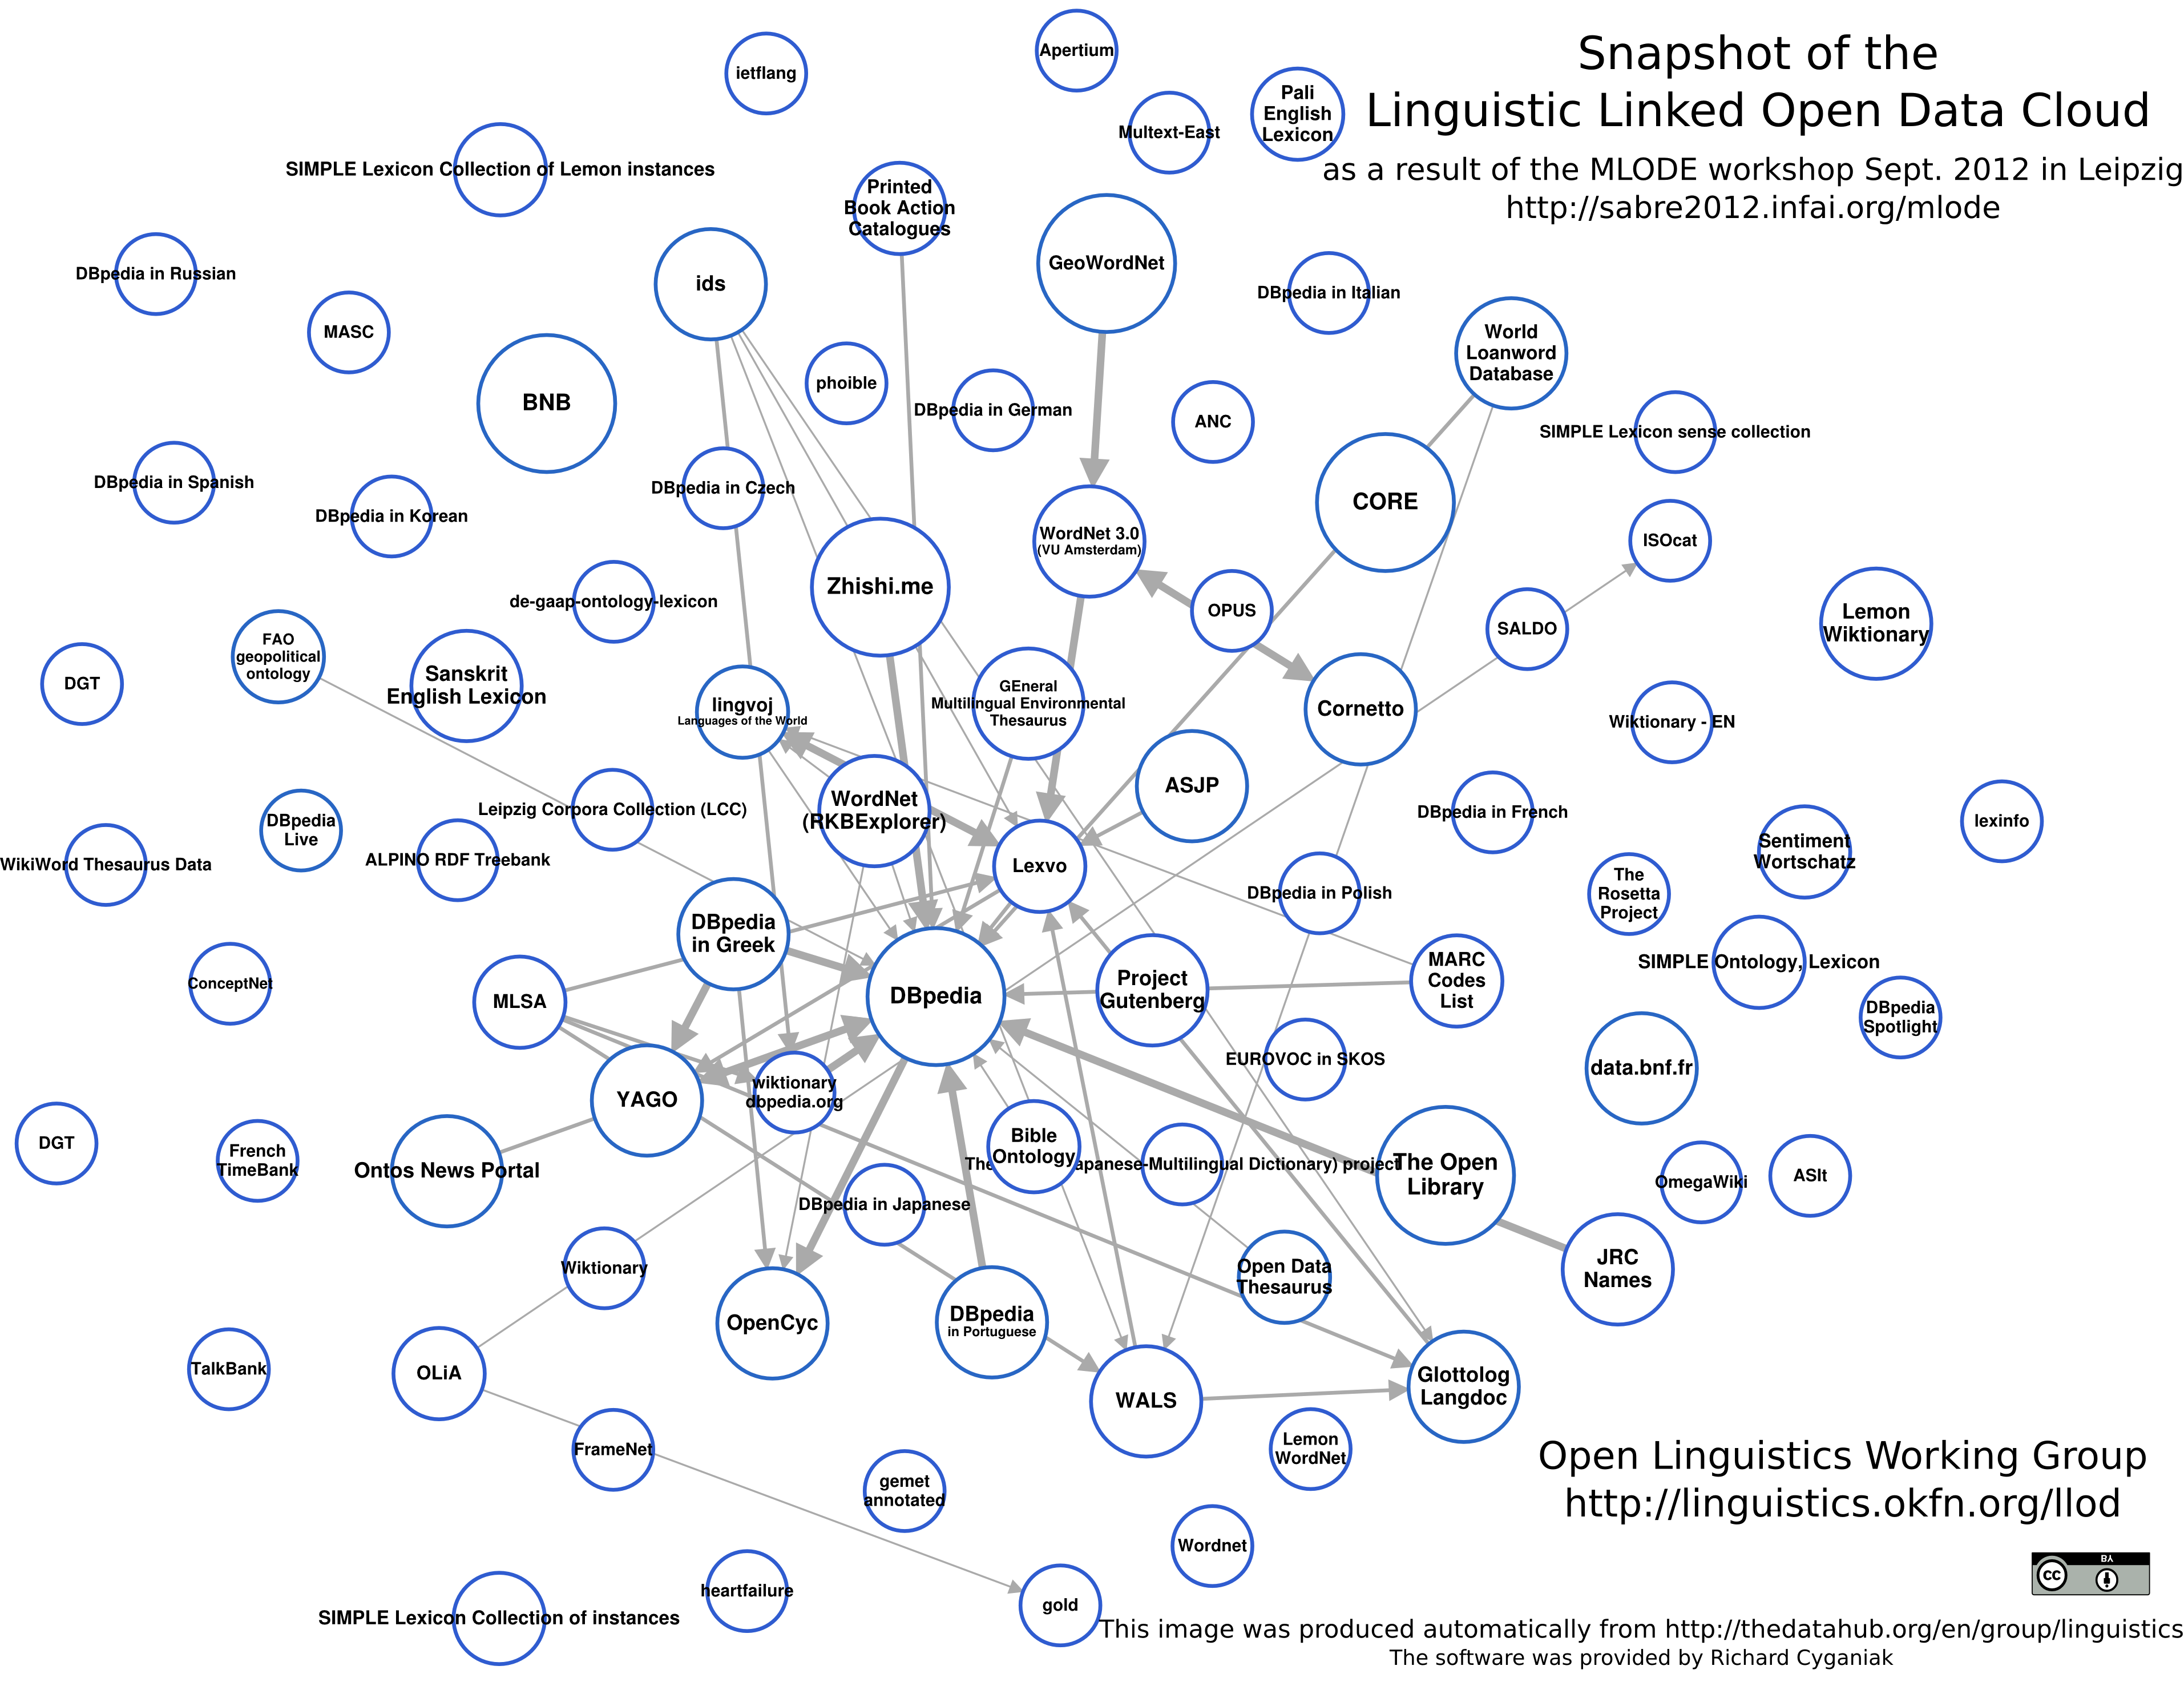 Snapshot of the
Linguistic Linked Open Data Cloud
as a result of the MLODE workshop Sept. 2012 in Leipzig
http://sabre2012.infai.org/mlode
Apertium
ietflang
Pali
English
Lexicon
Multext-East
SIMPLE Lexicon Collection of Lemon instances
Printed
Book Action
Catalogues
GeoWordNet
DBpedia in Russian
ids
DBpedia in Italian
MASC
World
Loanword
Database
phoible
BNB
DBpedia in German
ANC
SIMPLE Lexicon sense collection
DBpedia in Spanish
DBpedia in Czech
CORE
DBpedia in Korean
WordNet 3.0
(VU Amsterdam)
ISOcat
Zhishi.me
de-gaap-ontology-lexicon
OPUS
Lemon
Wiktionary
SALDO
FAO
geopolitical
ontology
DGT
Sanskrit
English Lexicon
GEneral
Multilingual Environmental
Thesaurus
lingvoj
Languages of the World
Cornetto
Wiktionary - EN
ASJP
WordNet
(RKBExplorer)
Leipzig Corpora Collection (LCC)
DBpedia in French
lexinfo
DBpedia
Live
Sentiment
Wortschatz
WikiWord Thesaurus Data
ALPINO RDF Treebank
Lexvo
The
Rosetta
Project
DBpedia in Polish
DBpedia
in Greek
SIMPLE Ontology, Lexicon
ConceptNet
MLSA
DBpedia
Project
Gutenberg
MARC
Codes
List
DBpedia
Spotlight
EUROVOC in SKOS
data.bnf.fr
YAGO
wiktionary
dbpedia.org
DGT
French
TimeBank
Ontos News Portal
Bible
Ontology
The
apanese-Multilingual Dictionary) project
The Open
Library
OmegaWiki
ASIt
DBpedia in Japanese
Wiktionary
Open Data
Thesaurus
JRC
Names
OpenCyc
DBpedia
in Portuguese
TalkBank
OLiA
WALS
Glottolog
Langdoc
FrameNet
Lemon
WordNet
gemet
annotated
Open Linguistics Working Group
http://linguistics.okfn.org/llod
Wordnet
heartfailure
gold
SIMPLE Lexicon Collection of instances
cc
BY
This image was produced automatically from http://thedatahub.org/en/group/linguistics
The software was provided by Richard Cyganiak